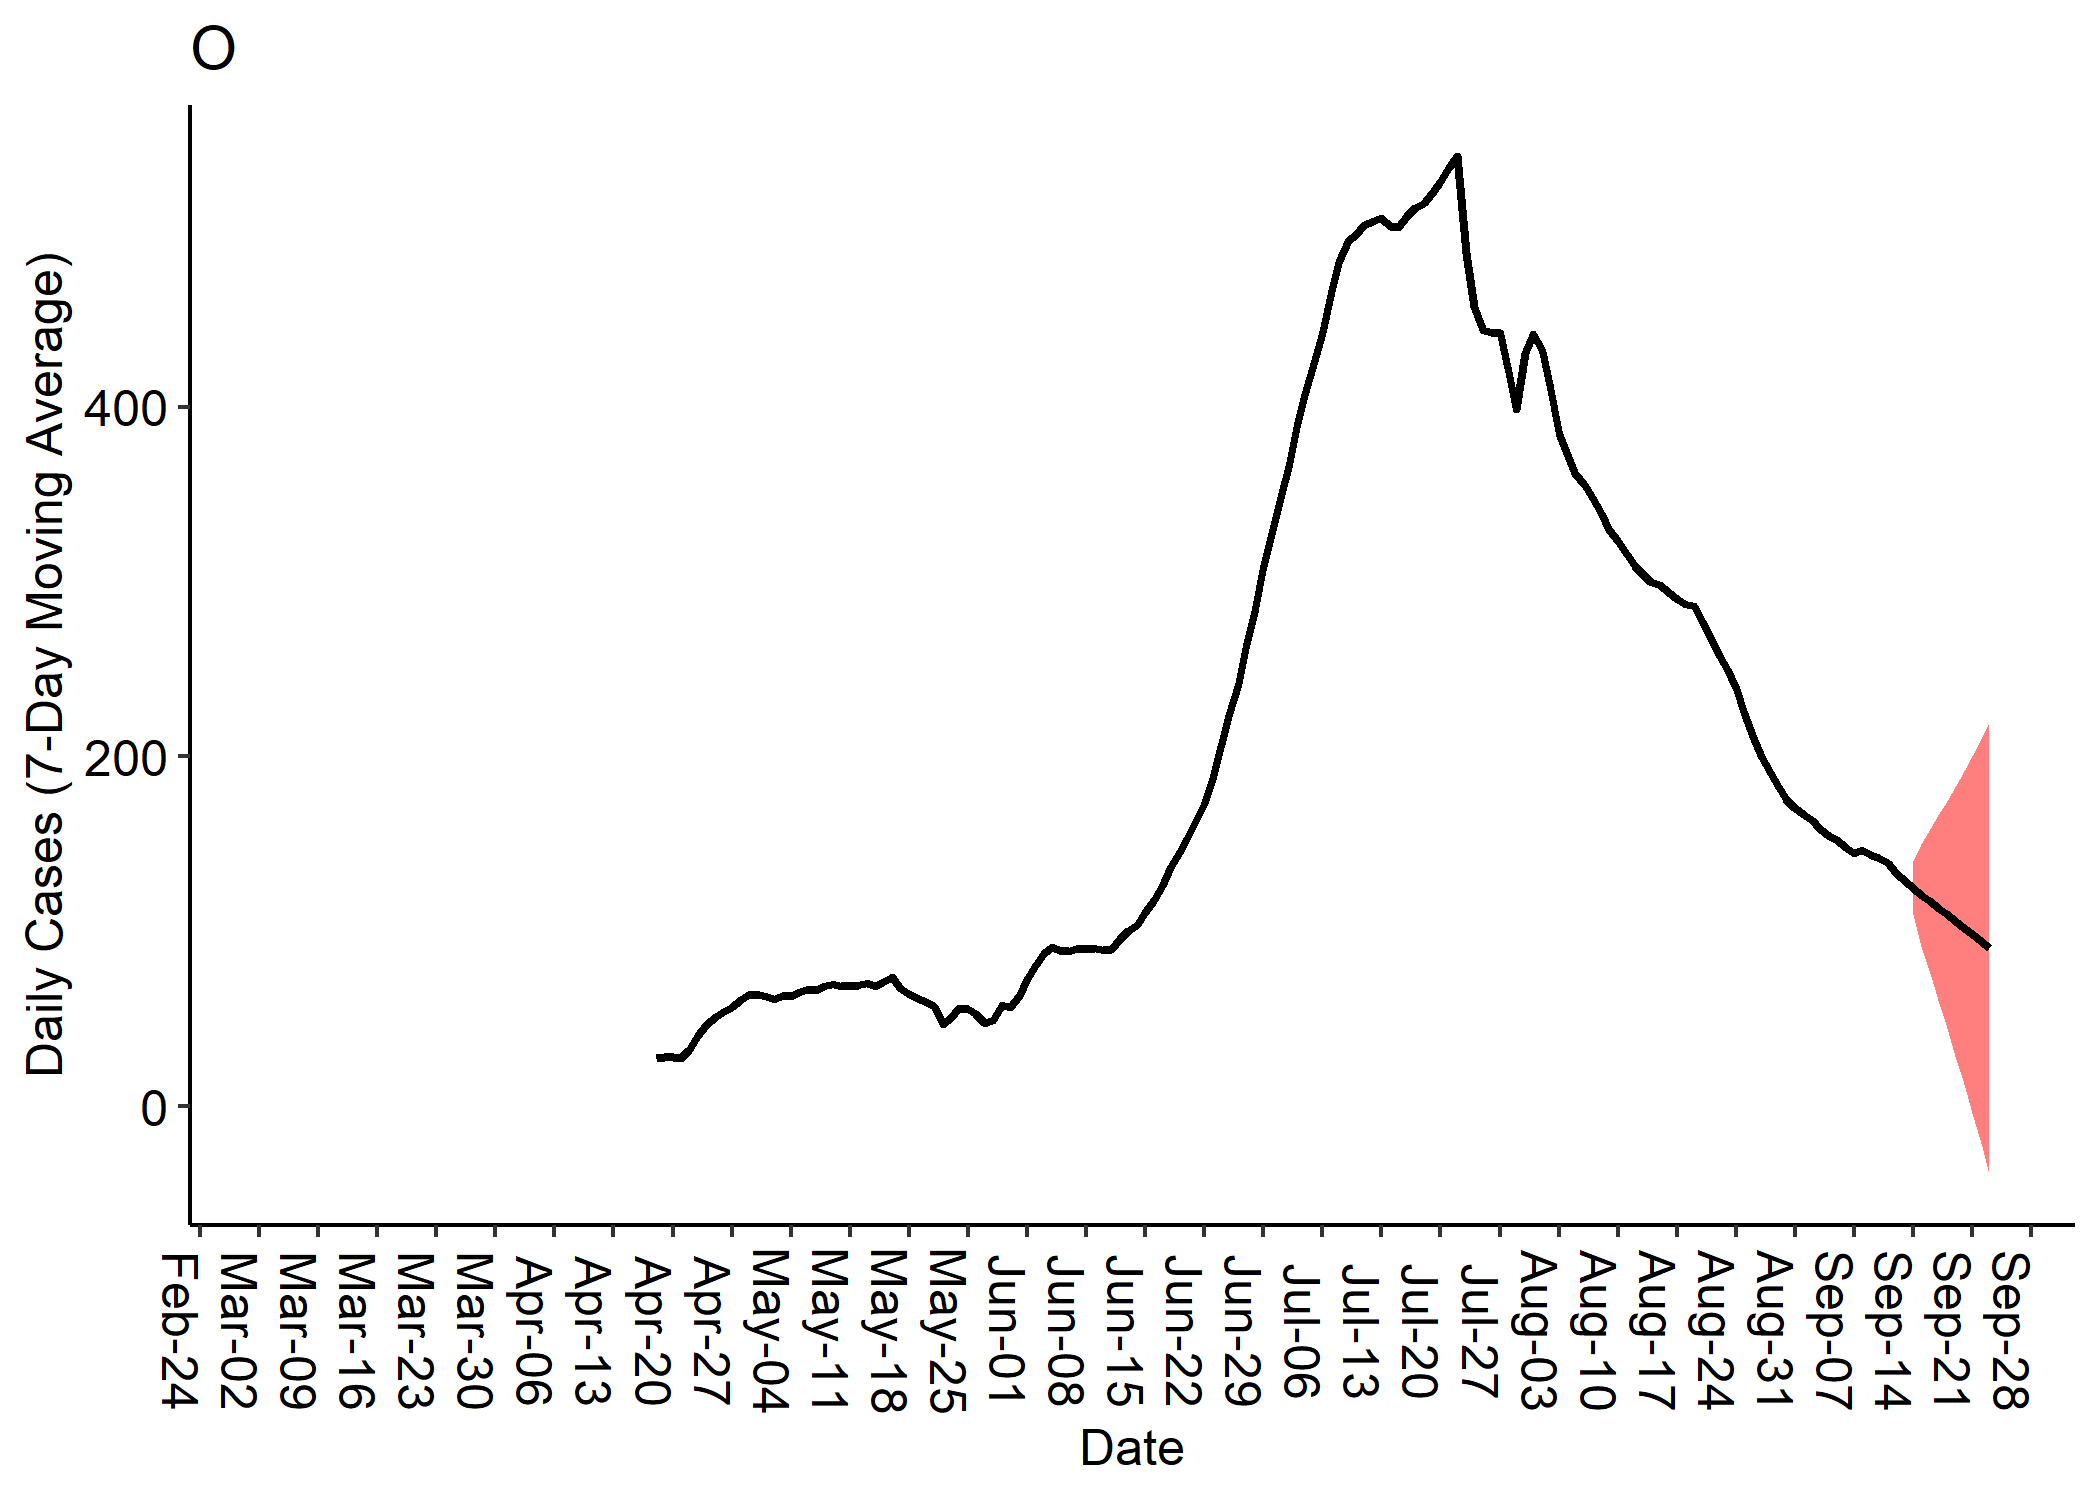 O
Daily Cases (7-Day Moving Average)
400
200
0
Feb-24
Mar-02
Mar-09
Mar-16
Mar-23
Mar-30
Apr-06
Apr-13
Apr-20
Apr-27
May-04
May-11
May-18
May-25
Jun-01
Jun-08
Jun-15
Jun-22
Jun-29
Jul-06
Jul-13
Jul-20
Jul-27
Aug-03
Aug-10
Aug-17
Aug-24
Aug-31
Sep-07
Sep-14
Sep-21
Sep-28
Date